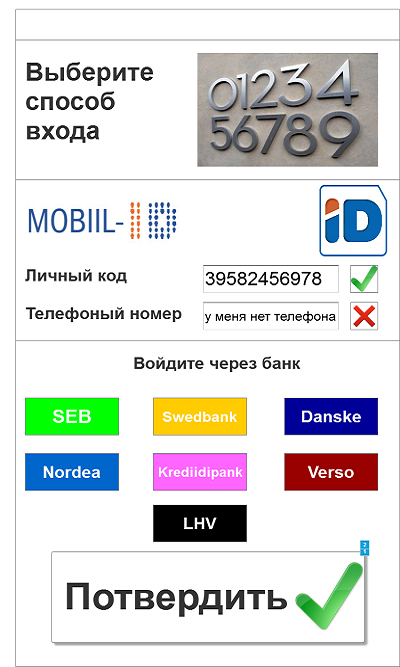 Выберите
способ
входа
01234
56789
MOBIIL-ID
iD
Личный код
39582456978
Телефоный номер
у меня нет телефона
Войдите через банк
SEB
Swedbank
Danske
Nordea
Krediidipank
Verso
LHV
Потвердить